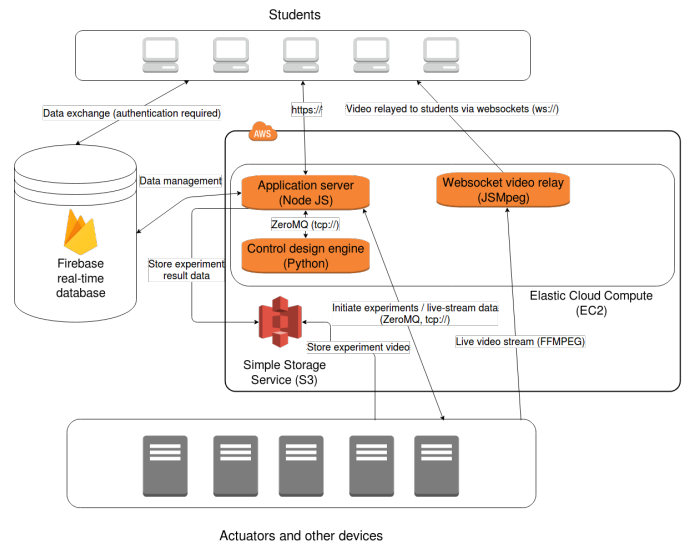 Students
Data exchange (authentication required)
https://
Video relayed to students via websockets (ws://)
AWS
Data management
Application server
(Node JS)
Websocket video relay
(JSMpeg)
ZeroMQ (tcp://)
Control design engine
(Python)
Firebase
real-time
database
Store experiment
result data
Elastic Cloud Compute
(EC2)
Initiate experiments / live-stream data
(ZeroMQ, tcp://)
Store experiment video
Live video stream (FFMPEG)
Simple Storage
Service (S3)
Actuators and other devices